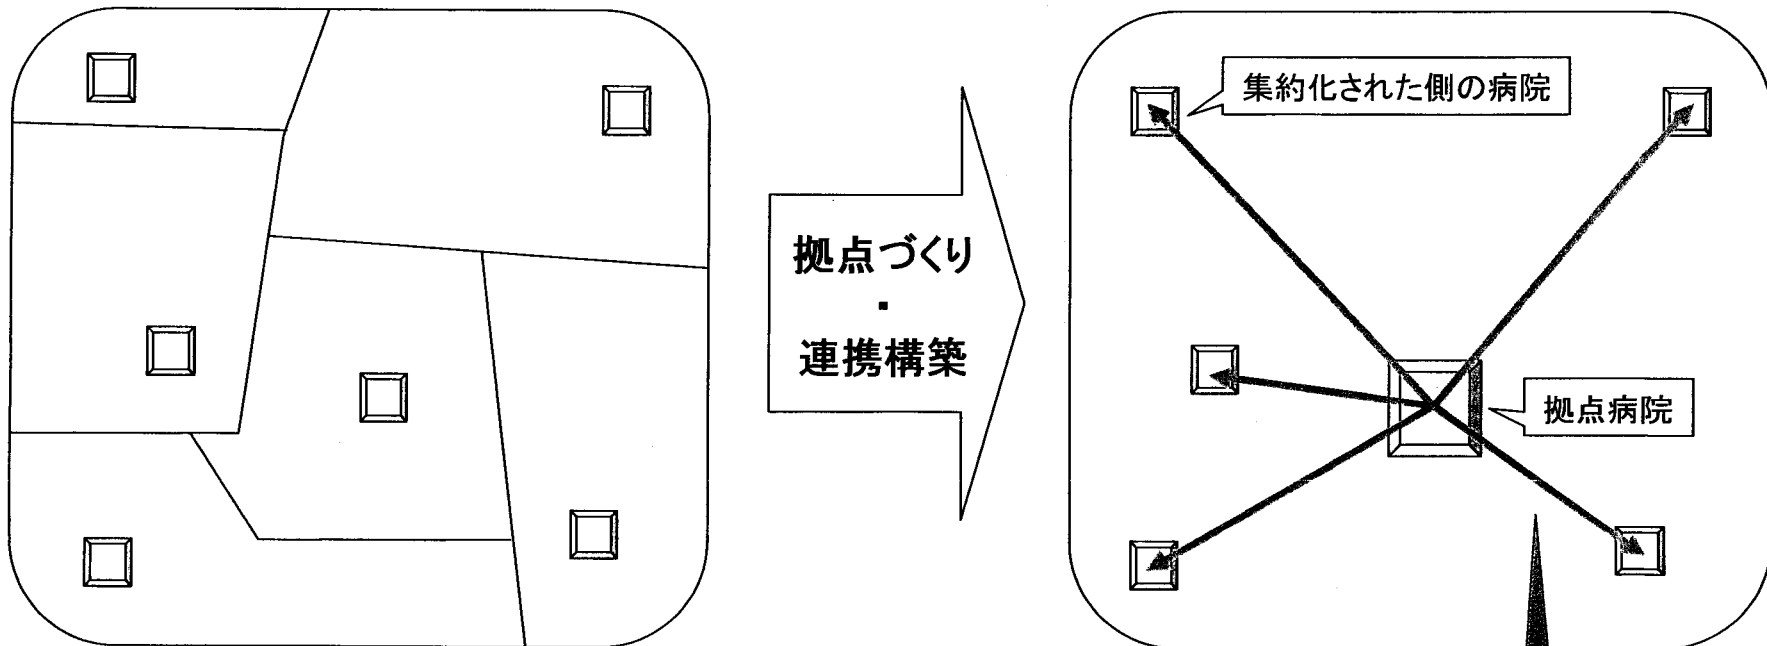 集約化された側の病院
拠点づくり
・
連携構築
拠点病院